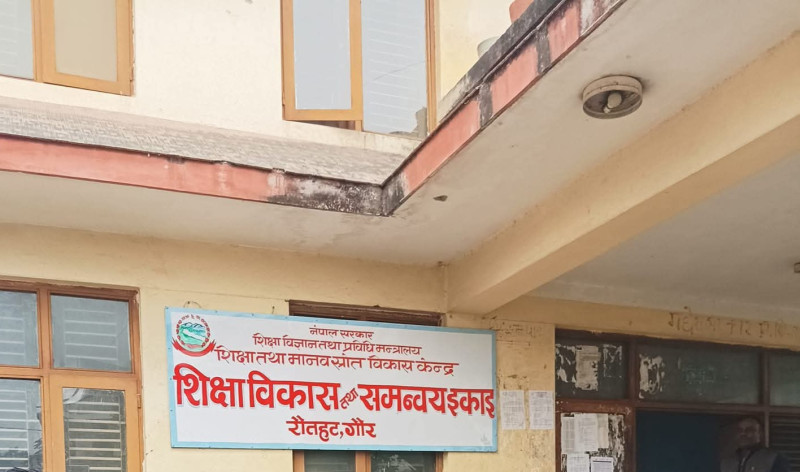 नेपाल सरकार
शिक्षा विज्ञान तथा प्रविधि मन्त्रालय
शिक्षा तथा मानव स्रोत विकास केन्द्र
शिक्षा विकास तथा समन्वय इकाइ
रौतहट, गौर